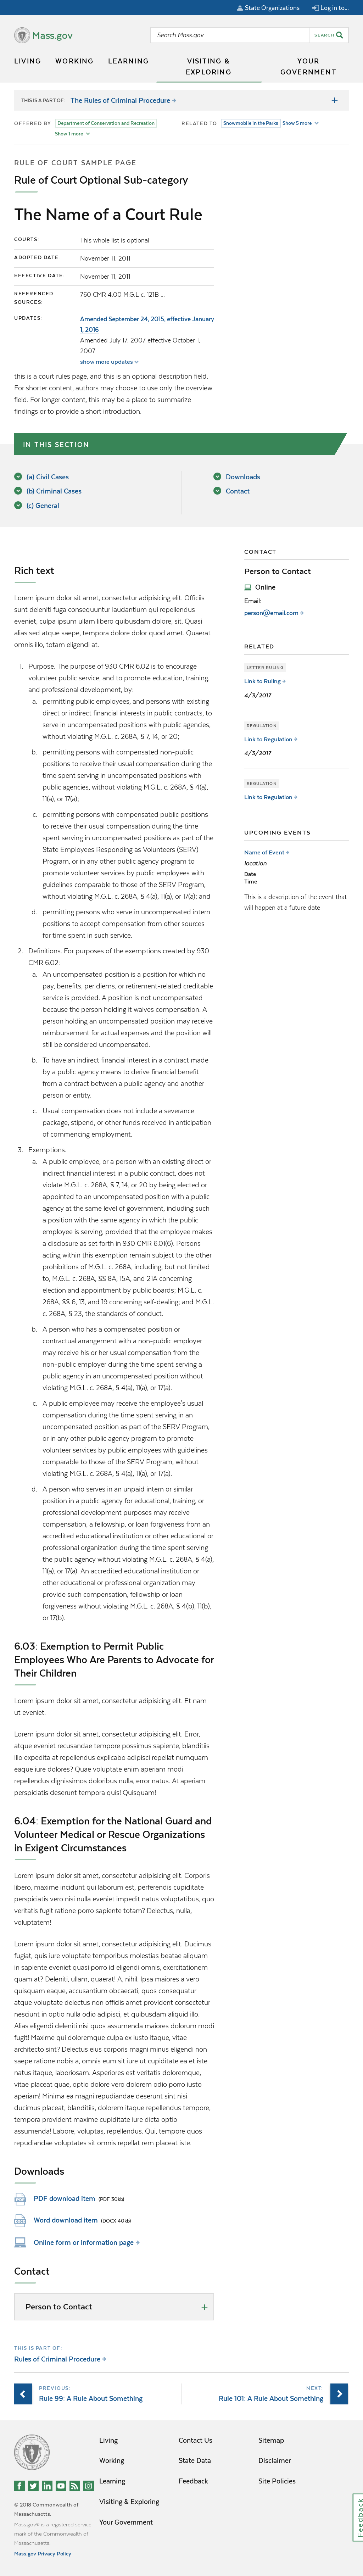 State Organizations
Log in to...
Mass.gov
Search Mass.gov
SEARCH
LIVING
WORKING
LEARNING
VISITING &
EXPLORING
YOUR
GOVERNMENT
THIS IS A PART OF:
The Rules of Criminal Procedure
OFFERED BY
Department of Conservation and Recreation
Show 1 more
RELATED TO
Snowmobile in the Parks
Show 5 more
RULE OF COURT SAMPLE PAGE
Rule of Court Optional Sub-category
The Name of a Court Rule
COURTS:
This whole list is optional
ADOPTED DATE:
November 11, 2011
EFFECTIVE DATE:
November 11, 2011
REFERENCED
SOURCES:
760 CMR 4.00 M.G.L c. 121B ...
UPDATES:
Amended September 24, 2015, effective January
1, 2016
Amended July 17, 2007 effective October 1,
2007
show more updates
this is a court rules page, and this is an optional description field.
For shorter content, authors may choose to use only the overview
field. For longer content, this may be a place to summarize
findings or to provide a short introduction.
IN THIS SECTION
(a) Civil Cases
(b) Criminal Cases
(c) General
Downloads
Contact
Rich text
Lorem ipsum dolor sit amet, consectetur adipisicing elit. Officiis
sunt deleniti fuga consequuntur laudantium qui repellendus
eveniet, culpa minus ullam quibusdam dolorem sint ab unde. Quasi
alias sed atque saepe, tempore dolorum quod amet deserunt. Quam
omnis, illo, totam eligendi at.
1. Purpose. The purpose of 930 CMR 6.02 is to encourage
volunteer public service, and to promote education, training,
and professional development, by:
a. permitting public employees, and persons with existing
direct or indirect financial interests in public contracts, to
serve in uncompensated positions with public agencies,
without violating M.G.L. c. 268A, § 7, 14, or 20;
b. permitting persons with compensated non-public
positions to receive their usual compensation during the
time spent serving in uncompensated positions with public
agencies, without violating M.G.L. c. 268A, § 4(a),
11(a), or 17(a);
c. permitting persons with compensated public positions
to receive their usual compensation during the time spent
serving in uncompensated positions as part of the State
Employees Responding as Volunteers (SERV)
Program, or in any other public agency program to
provide employee volunteers to public agencies with
guidelines comparable to those of the SERV Program,
without violating M.G.L. c. 268A, § 4(a), 11(a), or 17(a); and
d. permitting persons who serve in uncompensated intern
positions to accept compensation from other sources
for time spent in such service.
2. Definitions. For purposes of the exemptions created by 930
CMR 6.02:
a. An uncompensated position is a position for which no
pay, benefits, per diems, or retirement-related creditable
service are provided. A position is not made a
compensated one because the person holding it waives
compensation. A person in an uncompensated position may receive
reimbursement for actual expenses and the position will
still be considered uncompensated.
b. To have an indirect financial interest in a contract made
by a public agency means to derive financial benefit
from a contract between a public agency and another
person or entity.
c. Usual compensation does not include a severance
package, stipend, or other compensation in anticipation
of commencing employment.
3. Exemptions.
a. A public employee, or a person with an existing direct or
indirect financial interest in a public contract, does not
violate M.G.L. c. 268A, § 7, 14, or 20 by being elected or
appointed to an uncompensated position with a public
agency at the same level of government, provided that
the person, if other than a municipal employee, makes
a disclosure as set forth in 930 CMR 6.01(6). Persons
acting within this exemption remain subject to the other
prohibitions of M.G.L. c. 268A, including, but not limited
to, M.G.L. c. 268A, §§ 8A, 15A, and 21A concerning
election and appointment by public boards; M.G.L. c.
268A, §§ 6, 13, and 19 concerning self-dealing; and M.G.L.
c. 268A, § 23, the standards of conduct.
b. A person who has a compensated position or
contractual arrangement with a non-public employer
may receive his or her usual compensation from the
non-public employer during the time spent serving a
public agency in an uncompensated position without
violating M.G.L. c. 268A, § 4(a), 11(a), or 17(a).
c. A public employee may receive the employee's usual
compensation during the time spent serving in an
uncompensated position as part of the SERV Program,
or in any other public agency program to promote
volunteer service by public employees with guidelines
comparable to those of the SERV Program, without
violating M.G.L. c. 268A, § 4(a), 11(a), or 17(a).
d. A person who serves in an unpaid intern or similar
position in a public agency for educational, training, or
professional development purposes may receive
compensation, a fellowship, or loan forgiveness from an
accredited education institution or other educational or
professional organization during the time spent serving
the public agency without violating M.G.L. c. 268A, § 4(a),
11(a), or 17(a). An accredited educational institution or
other educational or professional organization may
provide such compensation, fellowship, or loan
forgiveness without violating M.G.L. c. 268A, § 4(b), 11(b),
or 17(b).
6.03: Exemption to Permit Public
Employees Who Are Parents to Advocate for
Their Children
Lorem ipsum dolor sit amet, consectetur adipisicing elit. Et nam
ut eveniet.
Lorem ipsum dolor sit amet, consectetur adipisicing elit. Error,
atque eveniet recusandae tempore possimus sapiente, blanditiis
illo expedita at repellendus explicabo adipisci repellat numquam
eaque iure ad dolores? Quae voluptate enim animi modi
repellat dignissimos doloribus nulla, error et natus. Aperiam
perspiciatis deserunt tempora quis! Quisquam!
6.04: Exemption for the National Guard and
Volunteer Medical or Rescue Organizations
in Exigent Circumstances
Lorem ipsum dolor sit amet, consectetur adipisicing elit. Corporis
libero, maxime incidunt qui laborum est, perferendis cupiditate
perspiciatis vero nisi nulla eveniet impedit natus voluptatibus, quo
similique fugit ratione porro sapiente totam? Delectus, nulla,
voluptatem!
Lorem ipsum dolor sit amet, consectetur adipisicing elit. Ducimus
fugiat, quis iure voluptate temporibus molestias beatae aliquam
in cupiditate eveniet blanditiis eligendi dolorem, exercitationem
quae? Deleniti, ullam, quaerat! A, nihil. Ipsa maiores a vero
quisquam eaque, accusantium obcaecati, quos consequatur
atque voluptate delectus non officiis amet provident consectetur
nesciunt optio nulla odio modi adipisci, et quidem aliquid illo.
Alias eligendi deleniti nisi quos deserunt maiores dolorum modi
fugit! Maxime at doloremque culpa ex iusto itaque, vitae
architecto? Delectus eius corporis minus magni eligendi non
saepe ratione a nobis, cum eum sit iure ut cupiditate ea et iste
natus itaque, laboriosam. Asperiores est veritatis doloremque,
vitae placeat quae, optio dolore vero dolorem odio porro iusto
aperiam! Minima ea magnam repudiandae obcaecati nisi sint
ducimus et, placeat blanditiis, dolorem sit delectus voluptatem,
tempora provident maxime cupiditate iure dicta optio
assumenda! Labore, voluptas, repellendus. Qui, tempore quos
repudiandae voluptatum sit omnis repellat rem placeat iste.
Downloads
PDF download item (PDF 304kb)
Word download item (DOCX 404kb)
Online form or information page
Contact
Person to Contact
THIS IS PART OF:
Rules of Criminal Procedure
PREVIOUS:
Rule 99: A Rule About Something
NEXT:
Rule 101: A Rule About Something
CONTACT
Person to Contact
Online
Email:
person@email.com
RELATED
LETTER RULING
Link to Ruling
4/3/2017
REGULATION
Link to Regulation
4/3/2017
REGULATION
Link to Regulation
UPCOMING EVENTS
Name of Event
location
Date
Time
This is a description of the event that
will happen at a future date
© 2018 Commonwealth of
Massachusetts.
Mass.gov® is a registered service
mark of the Commonwealth of
Massachusetts.
Mass.gov Privacy Policy
Living
Working
Learning
Visiting & Exploring
Your Government
Contact Us
State Data
Feedback
Sitemap
Disclaimer
Site Policies
Feedback